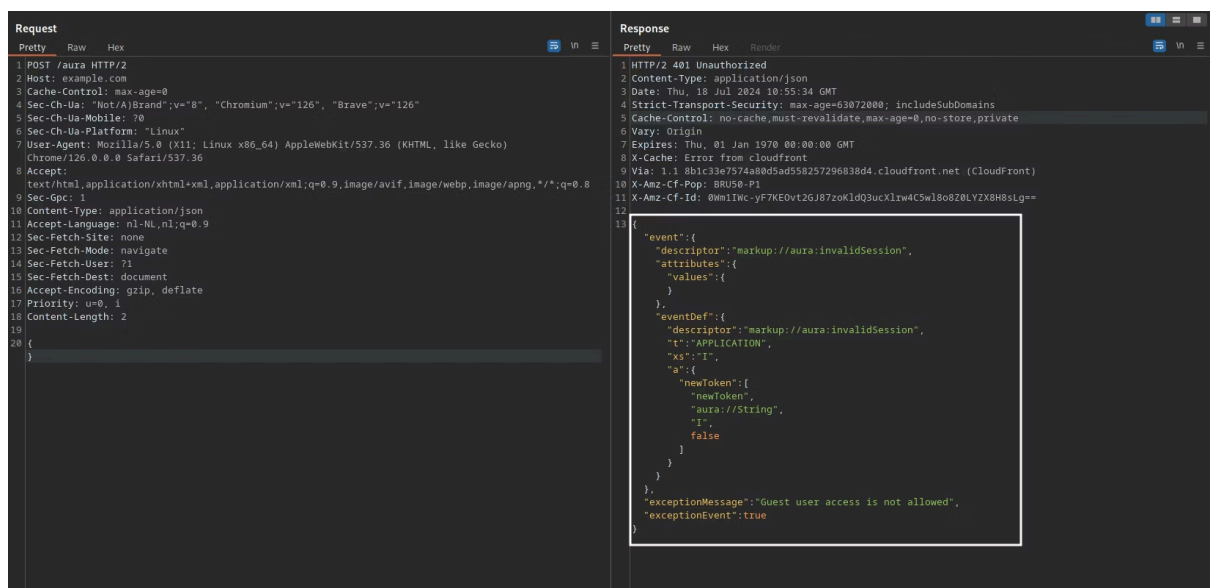 Request
Pretty Raw Hex
\n
1 POST /aura HTTP/2
2 Host: example.com
3 Cache-Control: max-age=0
4 Sec-Ch-Ua: "Not/A)Brand";v="8", "Chromium";v="126", "Brave";v="126"
5 Sec-Ch-Ua-Mobile: ?0
6 Sec-Ch-Ua-Platform: "Linux"
7 User-Agent: Mozilla/5.0 (X11; Linux x86_64) AppleWebKit/537.36 (KHTML, like Gecko)
Chrome/126.0.0.0 Safari/537.36
8 Accept:
text/html,application/xhtml+xml,application/xml;q=0.9,image/avif,image/webp,image/apng,*/*;q=0.8
9 Sec-Gpc: 1
10 Content-Type: application/json
11 Accept-Language: nl-NL,nl;q=0.9
12 Sec-Fetch-Site: none
13 Sec-Fetch-Mode: navigate
14 Sec-Fetch-User: ?1
15 Sec-Fetch-Dest: document
16 Accept-Encoding: gzip, deflate
17 Priority: u=0, i
18 Content-Length: 2
19
20 {
}
Response
Pretty Raw Hex Render
\n
1 HTTP/2 401 Unauthorized
2 Content-Type: application/json
3 Date: Thu, 18 Jul 2024 10:55:34 GMT
4 Strict-Transport-Security: max-age=63072000; includeSubDomains
5 Cache-Control: no-cache,must-revalidate,max-age=0,no-store,private
6 Vary: Origin
7 Expires: Thu, 01 Jan 1970 00:00:00 GMT
8 X-Cache: Error from cloudfront
9 Via: 1.1 8b1c33e7574a80d5ad558257296838d4.cloudfront.net (CloudFront)
10 X-Amz-Cf-Pop: BRU50-P1
11 X-Amz-Cf-Id: 0Wm1IWc-yF7KEOvt2GJ87zoKldQ3ucXlrw4C5wl8o8Z0LYZX8H8sLg==
12
13 {
"event":{
"descriptor":"markup://aura:invalidSession",
"attributes":{
"values":{
}
},
"eventDef":{
"descriptor":"markup://aura:invalidSession",
"t":"APPLICATION",
"xs":"I",
"a":{
"newToken":[
"newToken",
"aura://String",
"I",
false
]
}
}
},
"exceptionMessage":"Guest user access is not allowed",
"exceptionEvent":true
}